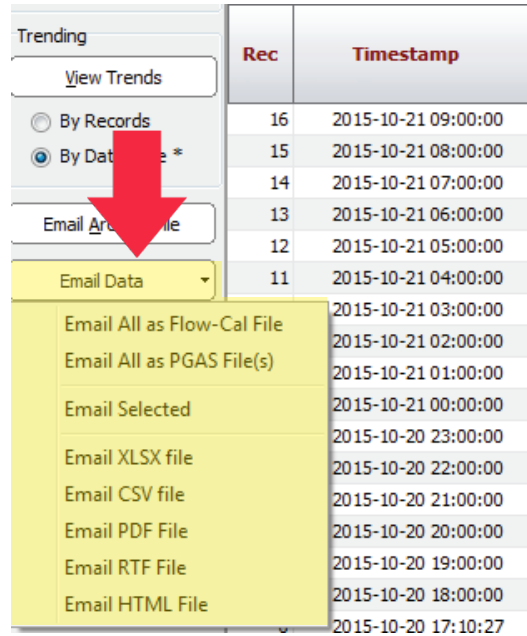 Trending
View Trends
By Records
By Dat e *
Email Ar le
Email Data
Email All as Flow-Cal File
Email All as PGAS File(s)
Email Selected
Email XLSX file
Email CSV file
Email PDF File
Email RTF File
Email HTML File
Rec Timestamp
16 2015-10-21 09:00:00
15 2015-10-21 08:00:00
14 2015-10-21 07:00:00
13 2015-10-21 06:00:00
12 2015-10-21 05:00:00
11 2015-10-21 04:00:00
2015-10-21 03:00:00
2015-10-21 02:00:00
2015-10-21 01:00:00
2015-10-21 00:00:00
2015-10-20 23:00:00
2015-10-20 22:00:00
2015-10-20 21:00:00
2015-10-20 20:00:00
2015-10-20 19:00:00
2015-10-20 18:00:00
2015-10-20 17:10:27